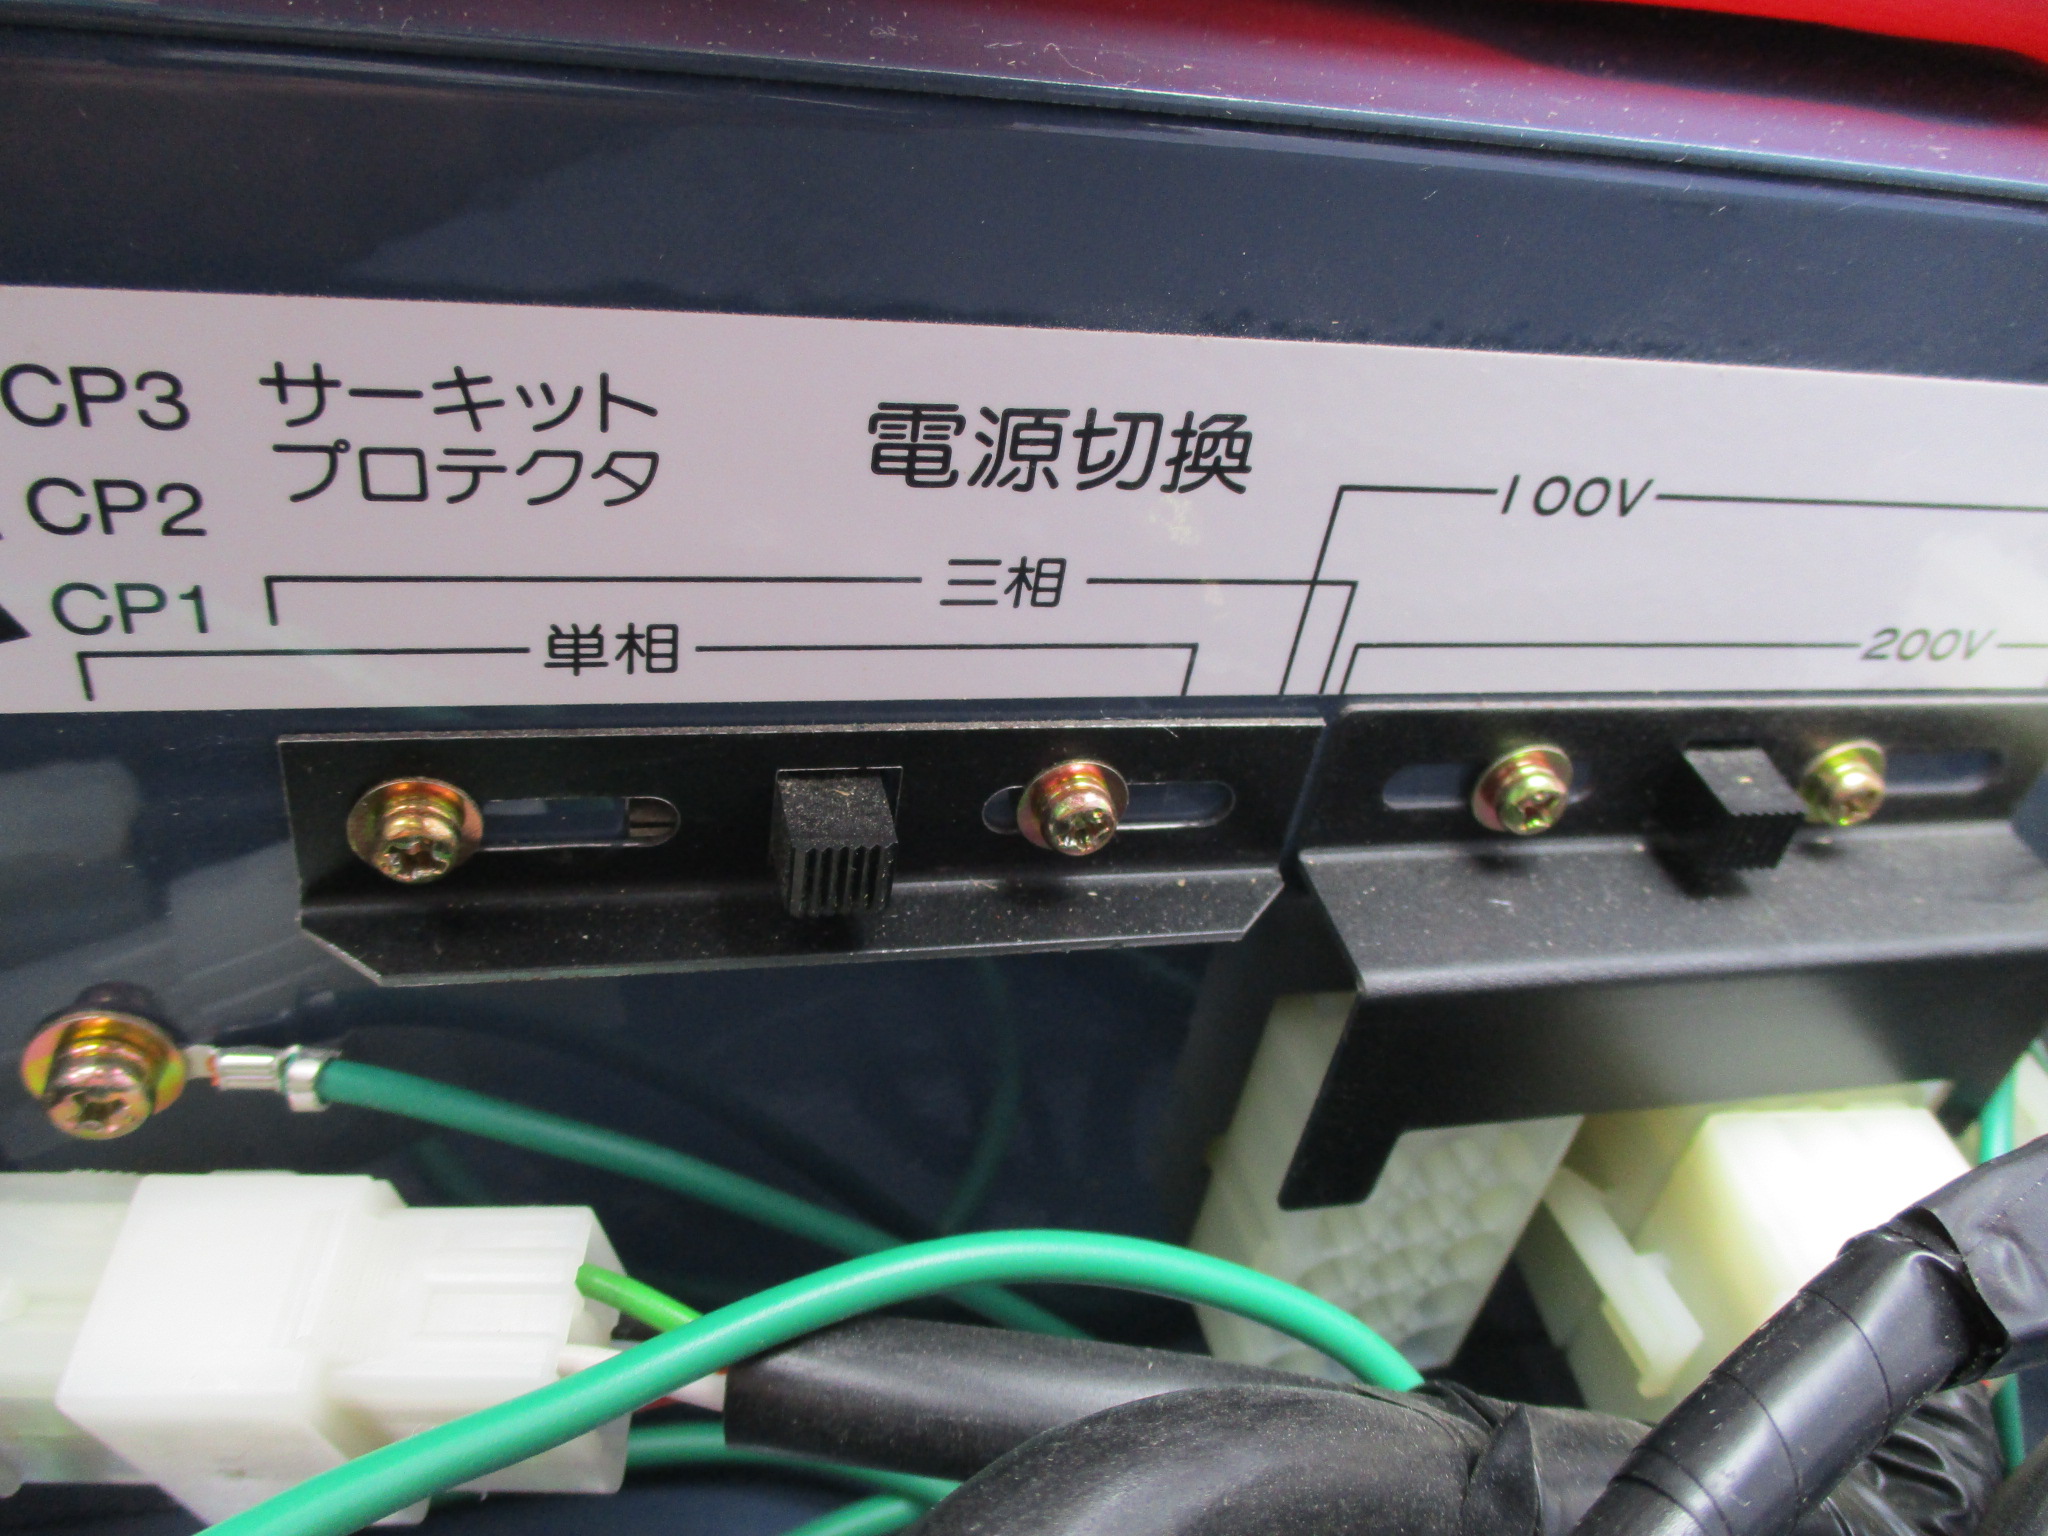 CP3 サーキット
プロテクタ
CP2
CP1
電源切換
100V
三相
単相
200V